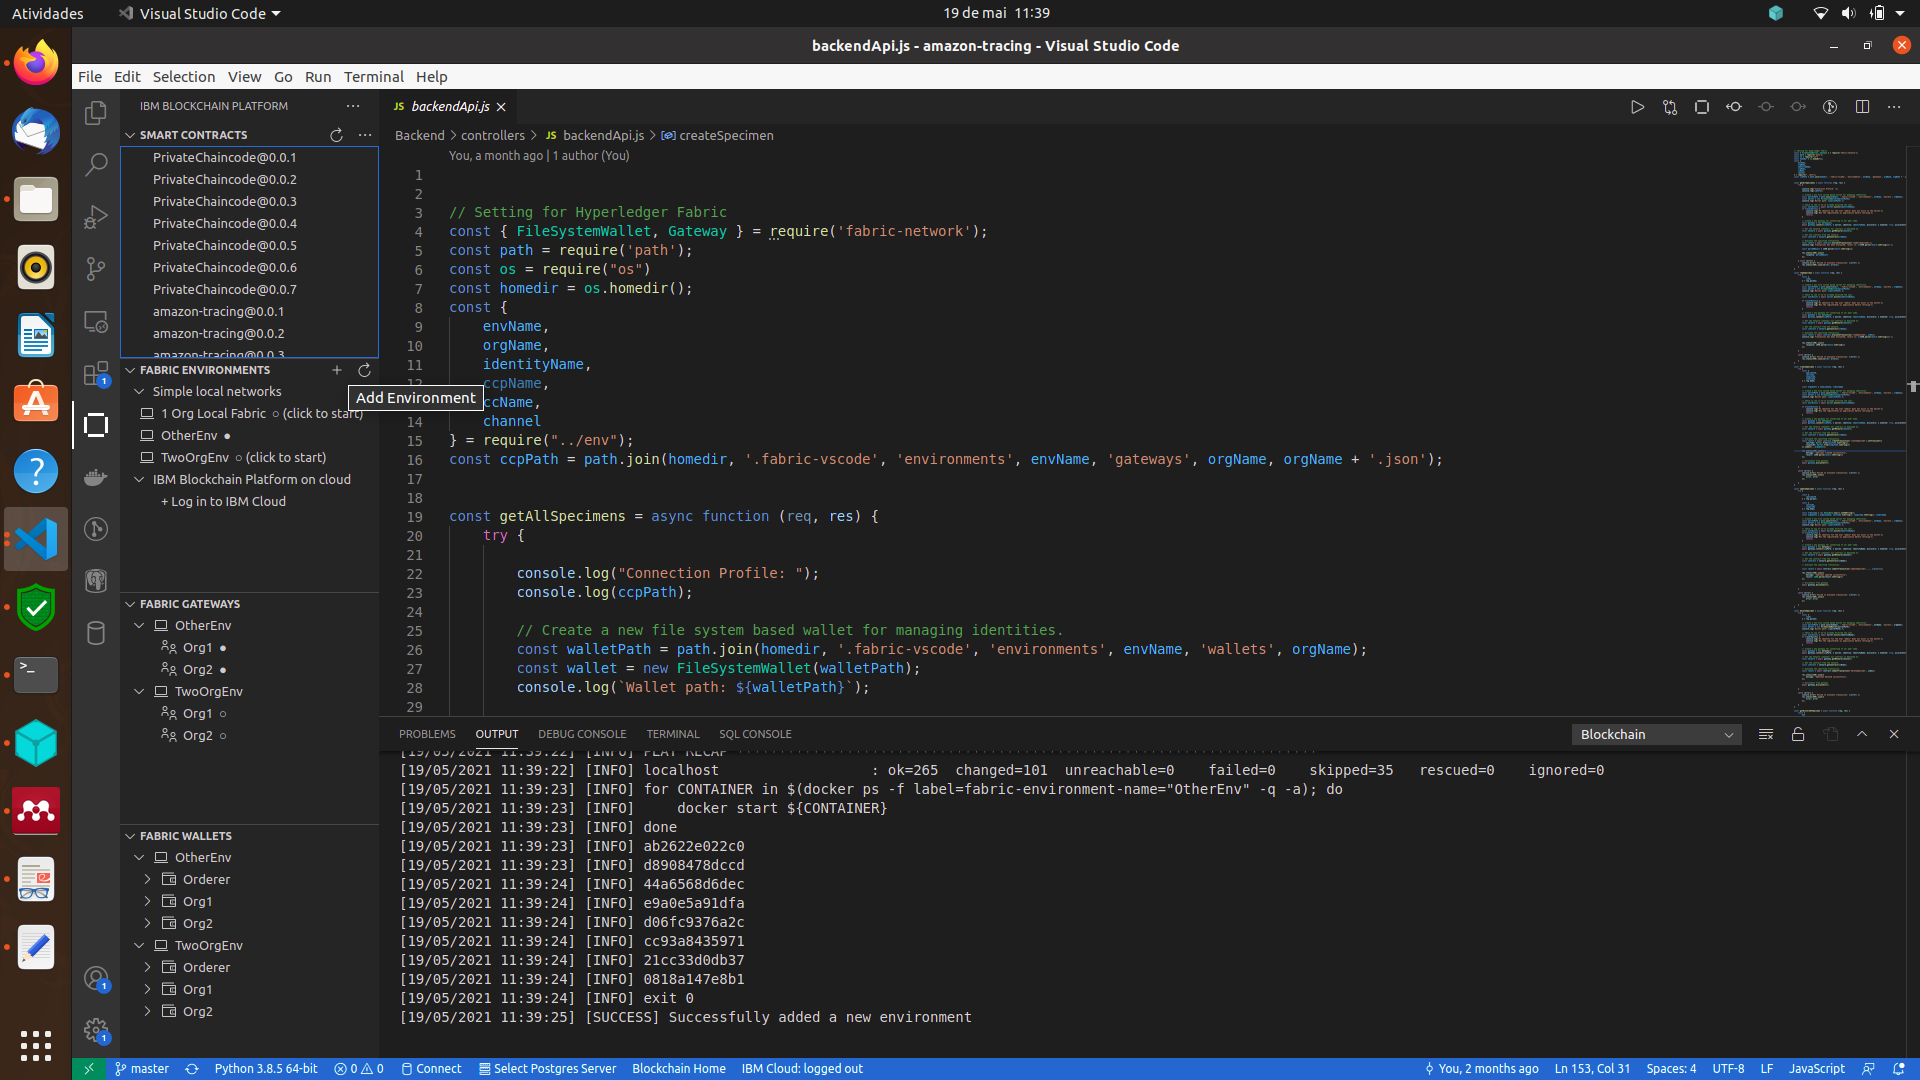 Atividades
Visual Studio Code
19 de mai 11:39
backendApi.js - amazon-tracing - Visual Studio Code
File Edit Selection View Go Run Terminal Help
IBM BLOCKCHAIN PLATFORM
SMART CONTRACTS
PrivateChaincode@0.0.1
PrivateChaincode@0.0.2
PrivateChaincode@0.0.3
PrivateChaincode@0.0.4
PrivateChaincode@0.0.5
PrivateChaincode@0.0.6
PrivateChaincode@0.0.7
amazon-tracing@0.0.1
amazon-tracing@0.0.2
amazon-tracing@0.0.3
FABRIC ENVIRONMENTS
Simple local networks
1 Org Local Fabric ○ (click to start)
OtherEnv ●
TwoOrgEnv ○ (click to start)
IBM Blockchain Platform on cloud
+ Log in to IBM Cloud
Add Environment
FABRIC GATEWAYS
OtherEnv
Org1 ●
Org2 ●
TwoOrgEnv
Org1 ○
Org2 ○
FABRIC WALLETS
OtherEnv
Orderer
Org1
Org2
TwoOrgEnv
Orderer
Org1
Org2
JS backendApi.js
Backend > controllers > JS backendApi.js > createSpecimen
You, a month ago | 1 author (You)
1
2
3 // Setting for Hyperledger Fabric
4 const { FileSystemWallet, Gateway } = require('fabric-network');
5 const path = require('path');
6 const os = require("os")
7 const homedir = os.homedir();
8 const {
9 envName,
10 orgName,
11 identityName,
12 ccpName,
ccName,
14 channel
15 } = require("../env");
16 const ccpPath = path.join(homedir, '.fabric-vscode', 'environments', envName, 'gateways', orgName, orgName + '.json');
17
18
19 const getAllSpecimens = async function (req, res) {
20 try {
21
22 console.log("Connection Profile: ");
23 console.log(ccpPath);
24
25 // Create a new file system based wallet for managing identities.
26 const walletPath = path.join(homedir, '.fabric-vscode', 'environments', envName, 'wallets', orgName);
27 const wallet = new FileSystemWallet(walletPath);
28 console.log(`Wallet path: ${walletPath}`);
29
PROBLEMS OUTPUT DEBUG CONSOLE TERMINAL SQL CONSOLE
Blockchain
[19/05/2021 11:39:22] [INFO] PLAY RECAP
[19/05/2021 11:39:22] [INFO] localhost : ok=265 changed=101 unreachable=0 failed=0 skipped=35 rescued=0 ignored=0
[19/05/2021 11:39:23] [INFO] for CONTAINER in $(docker ps -f label=fabric-environment-name="OtherEnv" -q -a); do
[19/05/2021 11:39:23] [INFO] docker start ${CONTAINER}
[19/05/2021 11:39:23] [INFO] done
[19/05/2021 11:39:23] [INFO] ab2622e022c0
[19/05/2021 11:39:23] [INFO] d8908478dccd
[19/05/2021 11:39:24] [INFO] 44a6568d6dec
[19/05/2021 11:39:24] [INFO] e9a0e5a91dfa
[19/05/2021 11:39:24] [INFO] d06fc9376a2c
[19/05/2021 11:39:24] [INFO] cc93a8435971
[19/05/2021 11:39:24] [INFO] 21cc33d0db37
[19/05/2021 11:39:24] [INFO] 0818a147e8b1
[19/05/2021 11:39:24] [INFO] exit 0
[19/05/2021 11:39:25] [SUCCESS] Successfully added a new environment
master Python 3.8.5 64-bit 0 0 Connect Select Postgres Server Blockchain Home IBM Cloud: logged out
You, 2 months ago Ln 153, Col 31 Spaces: 4 UTF-8 LF JavaScript